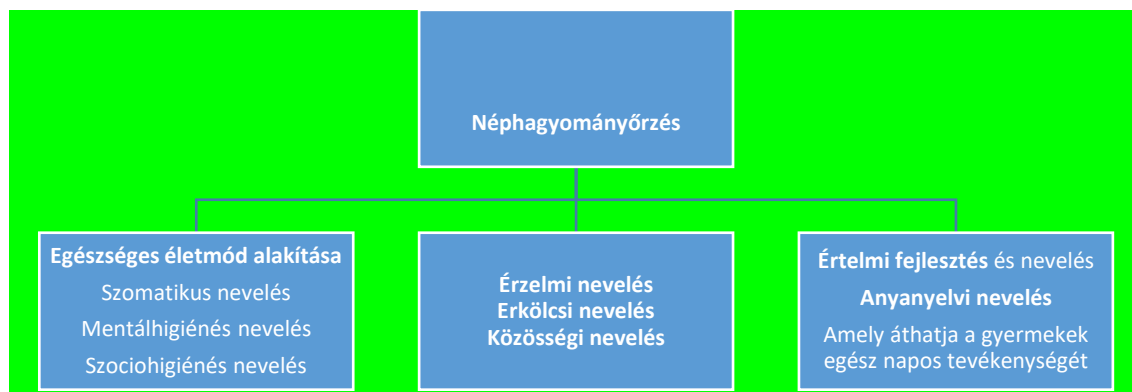 Néphagyományőrzés
Egészséges életmód alakítása
Szomatikus nevelés
Mentálhigiénés nevelés
Szociohigiénés nevelés
Érzelmi nevelés
Erkölcsi nevelés
Közösségi nevelés
Értelmi fejlesztés és nevelés
Anyanyelvi nevelés
Amely áthatja a gyermekek
egész napos tevékenységét